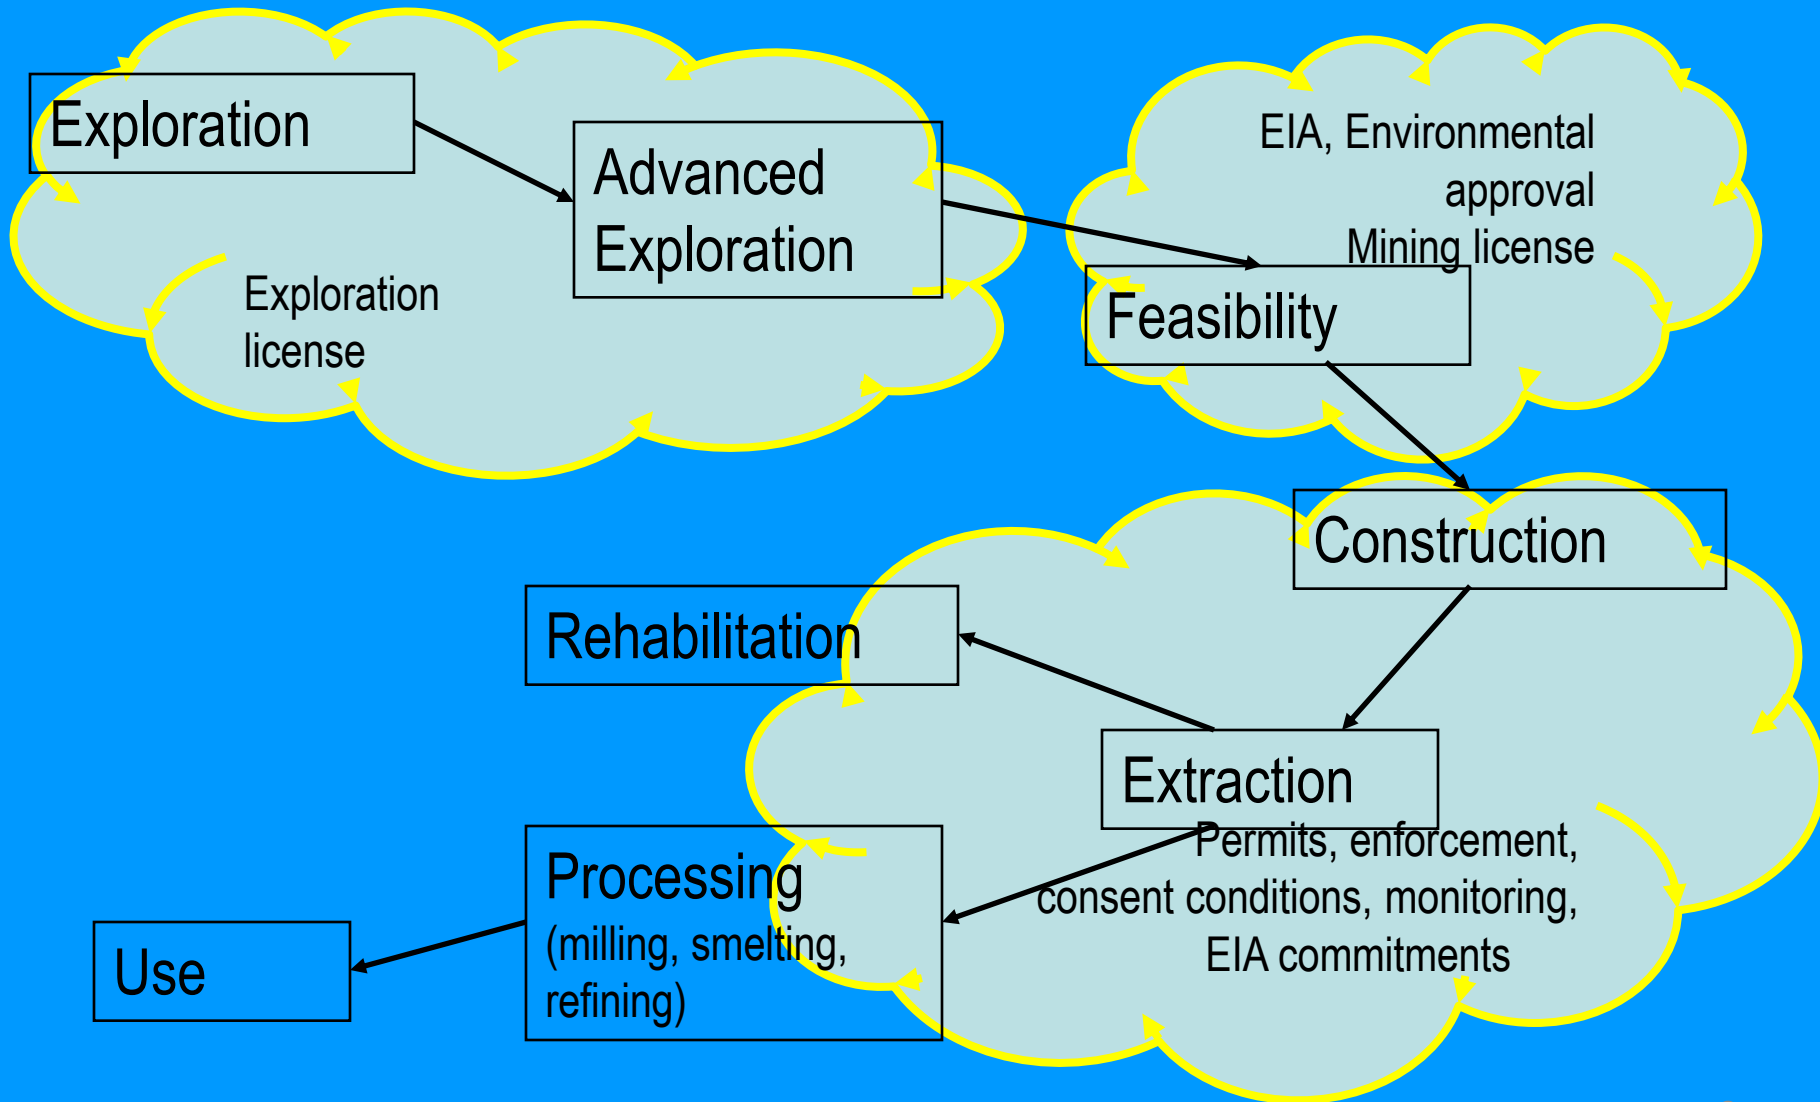 Exploration
Advanced
Exploration
Exploration
license
EIA, Environmental
approval
Mining license
Feasibility
Construction
Rehabilitation
Extraction
Permits, enforcement,
consent conditions, monitoring,
EIA commitments
Processing
(milling, smelting,
refining)
Use